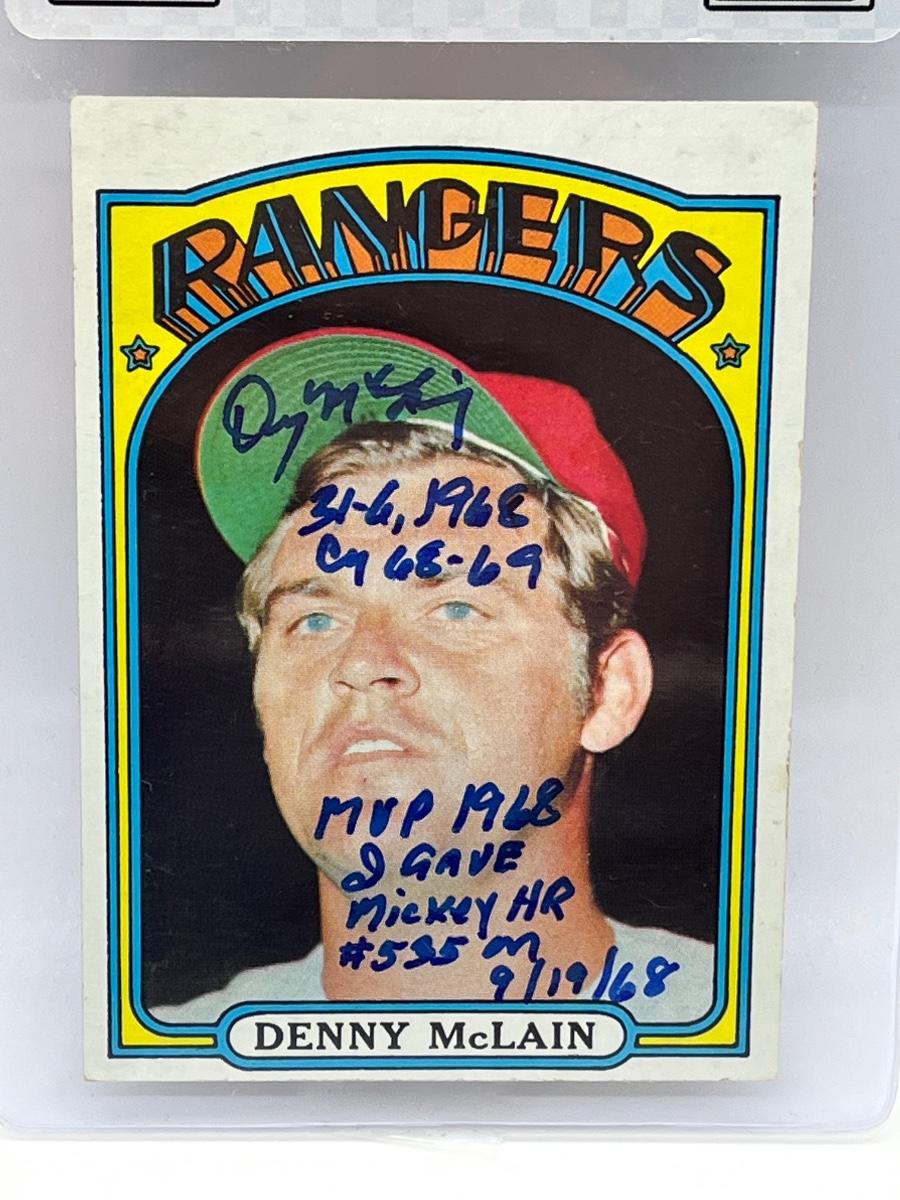 RANGERS
Denny McLain
31-6, 1968
Cy 68-69
MVP 1968
I GAVE
Mickey HR
#535 on
9/19/68
DENNY McLAIN